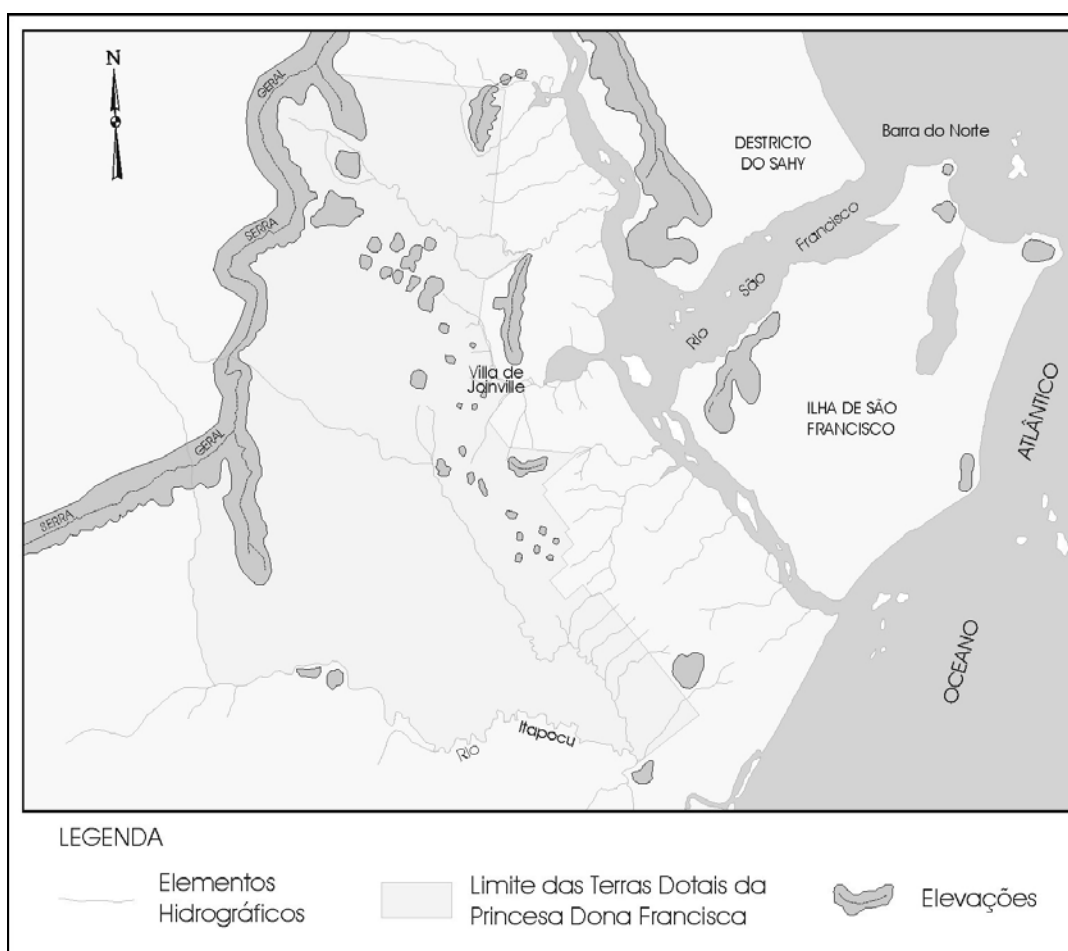 N
GERAL
SERRA
GERAL
SERRA
DESTRICTO
DO SAHY
Barra do Norte
Rio São Francisco
Villa de
Joinville
ILHA DE SÃO
FRANCISCO
OCEANO ATLÂNTICO
Rio Itapocu
LEGENDA
Elementos
Hidrográficos
Limite das Terras Dotais da
Princesa Dona Francisca
Elevações